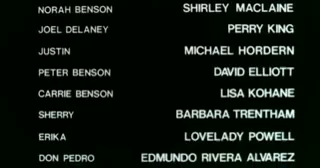 NORAH BENSON SHIRLEY MACLAINE
JOEL DELANEY PERRY KING
JUSTIN MICHAEL HORDERN
PETER BENSON DAVID ELLIOTT
CARRIE BENSON LISA KOHANE
SHERRY BARBARA TRENTHAM
ERIKA LOVELADY POWELL
DON PEDRO EDMUNDO RIVERA ALVAREZ